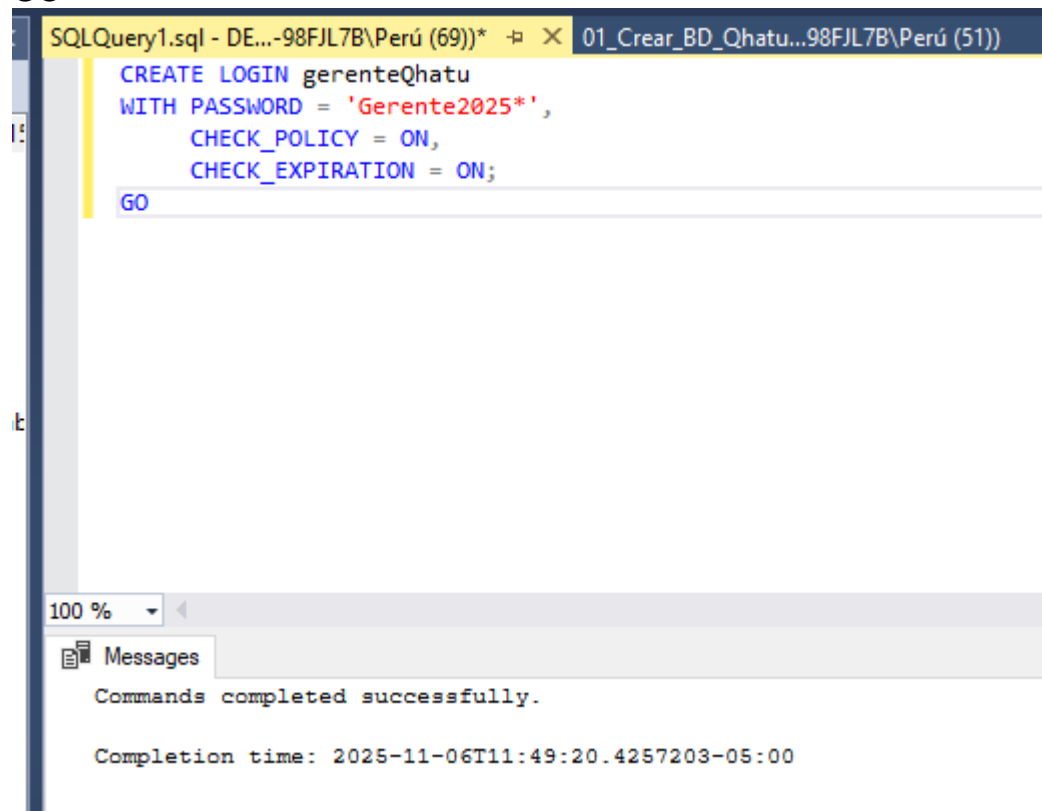 SQLQuery1.sql - DE...-98FJL7B\Perú (69))*
01_Crear_BD_Qhatu...98FJL7B\Perú (51))
CREATE LOGIN gerenteQhatu
WITH PASSWORD = 'Gerente2025*',
CHECK_POLICY = ON,
CHECK_EXPIRATION = ON;
GO
100 %
Messages
Commands completed successfully.
Completion time: 2025-11-06T11:49:20.4257203-05:00